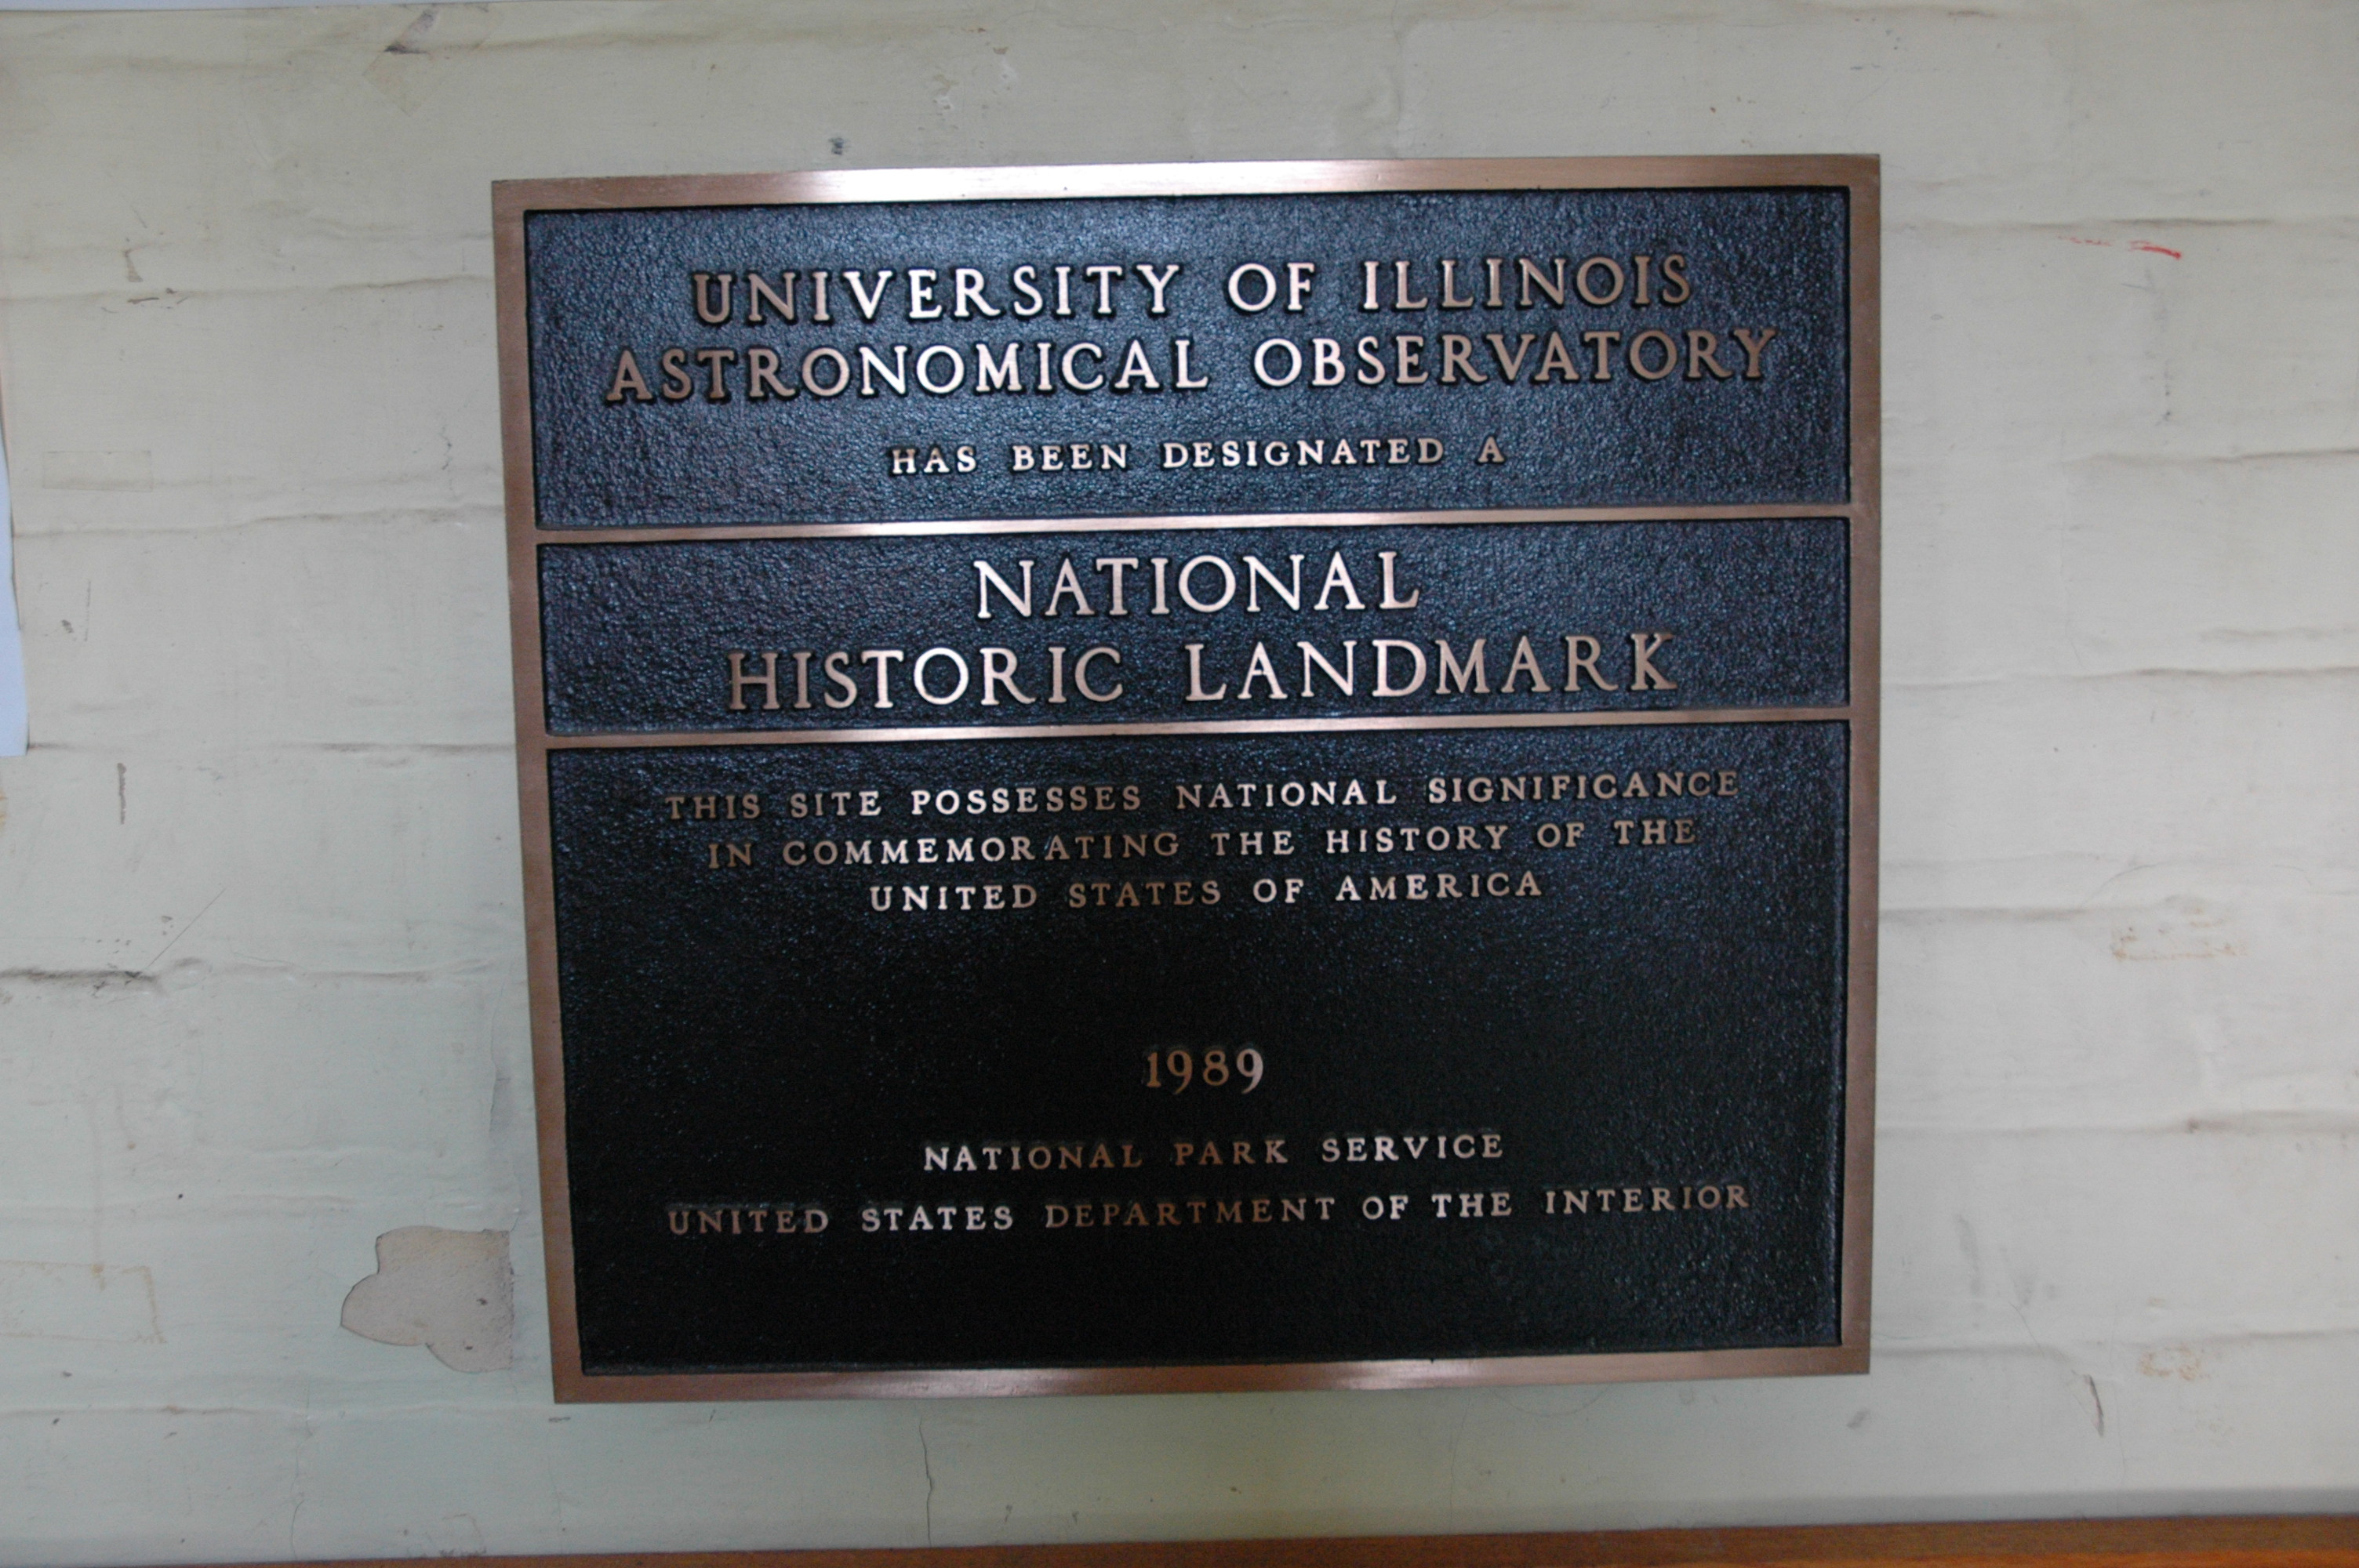 UNIVERSITY OF ILLINOIS
ASTRONOMICAL OBSERVATORY
HAS BEEN DESIGNATED A
NATIONAL
HISTORIC LANDMARK
THIS SITE POSSESSES NATIONAL SIGNIFICANCE
IN COMMEMORATING THE HISTORY OF THE
UNITED STATES OF AMERICA
1989
NATIONAL PARK SERVICE
UNITED STATES DEPARTMENT OF THE INTERIOR